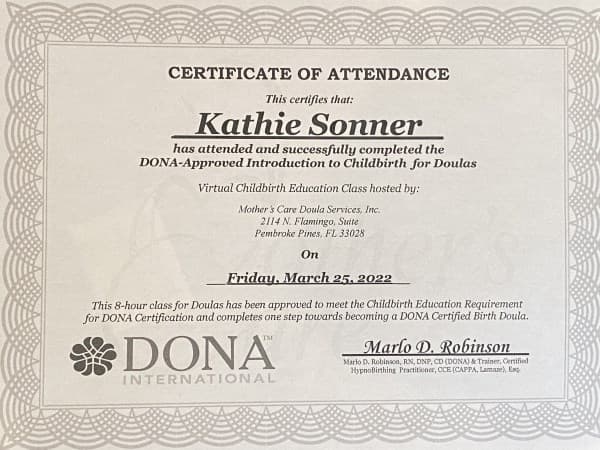 CERTIFICATE OF ATTENDANCE
This certifies that:
Kathie Sonner
has attended and successfully completed the
DONA-Approved Introduction to Childbirth for Doulas
Virtual Childbirth Education Class hosted by:
Mother's Care Doula Services, Inc.
2114 N. Flamingo, Suite
Pembroke Pines, FL 33028
On
Friday, March 25, 2022
This 8-hour class for Doulas has been approved to meet the Childbirth Education Requirement
for DONA Certification and completes one step towards becoming a DONA Certified Birth Doula.
DONA™
INTERNATIONAL
Marlo D. Robinson
Marlo D. Robinson, RN, DNP, CD (DONA) & Trainer, Certified
HypnoBirthing Practitioner, CCE (CAPPA, Lamaze), Esq.